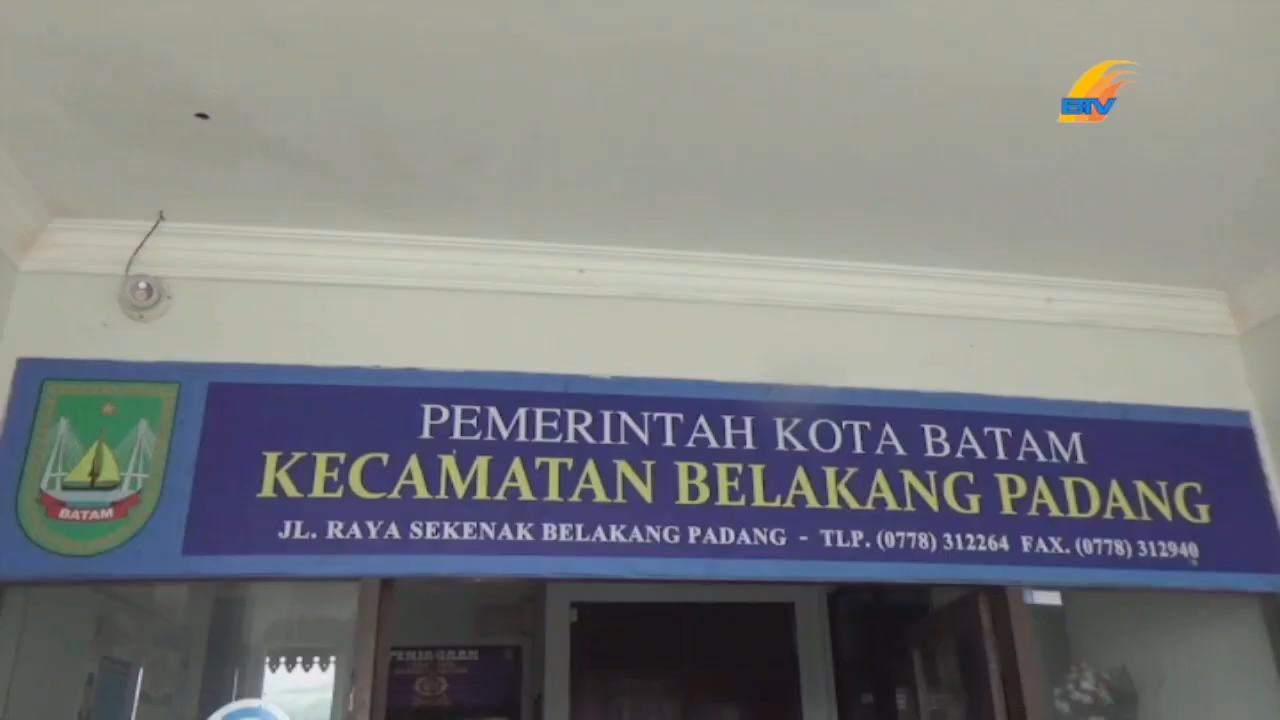 BTV
PEMERINTAH KOTA BATAM
KECAMATAN BELAKANG PADANG
JL. RAYA SEKENAK BELAKANG PADANG - TLP. (0778) 312264 FAX. (0778) 312940
BATAM